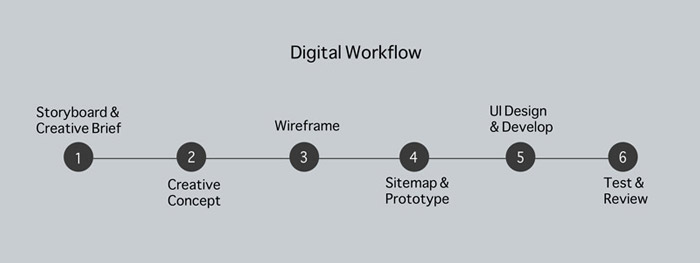 Digital Workflow
Storyboard &
Creative Brief
1
Creative
Concept
2
Wireframe
3
Sitemap &
Prototype
4
UI Design
& Develop
5
Test &
Review
6